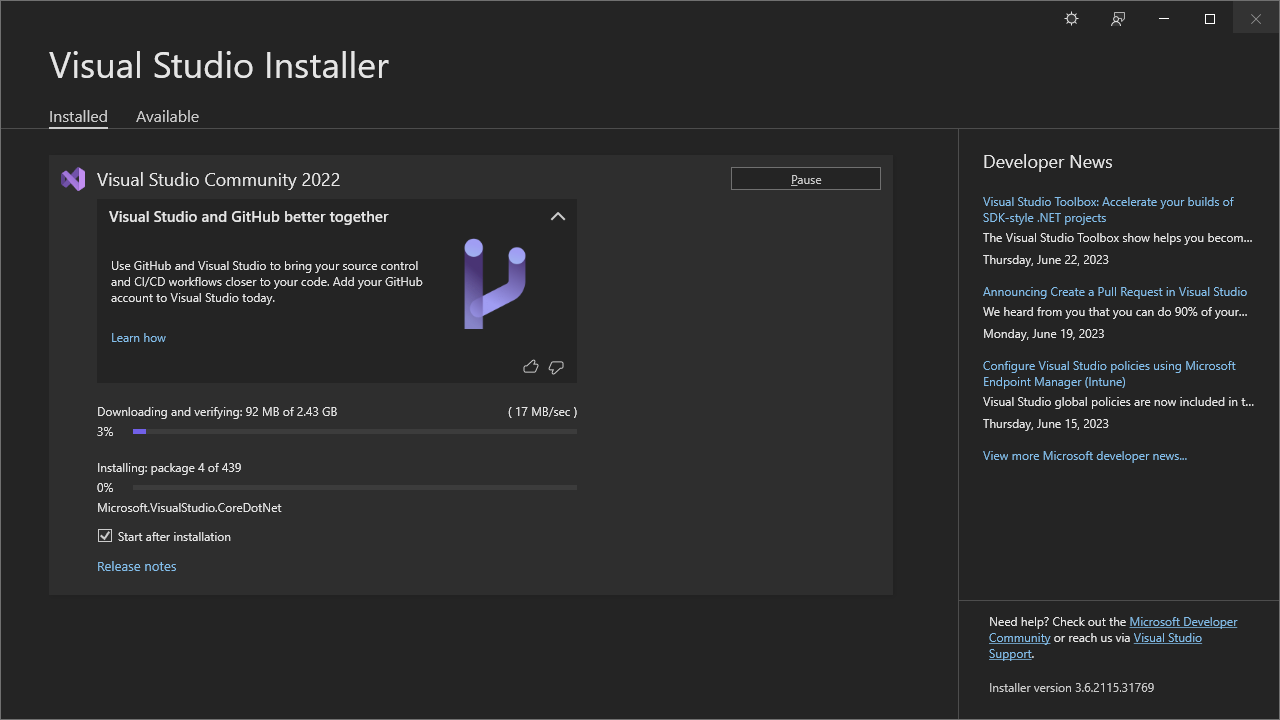 Visual Studio Installer
Installed
Available
Visual Studio Community 2022
Pause
Visual Studio and GitHub better together
Use GitHub and Visual Studio to bring your source control
and CI/CD workflows closer to your code. Add your GitHub
account to Visual Studio today.
Learn how
Downloading and verifying: 92 MB of 2.43 GB
( 17 MB/sec )
3%
Installing: package 4 of 439
0%
Microsoft.VisualStudio.CoreDotNet
Start after installation
Release notes
Developer News
Visual Studio Toolbox: Accelerate your builds of
SDK-style .NET projects
The Visual Studio Toolbox show helps you becom...
Thursday, June 22, 2023
Announcing Create a Pull Request in Visual Studio
We heard from you that you can do 90% of your...
Monday, June 19, 2023
Configure Visual Studio policies using Microsoft
Endpoint Manager (Intune)
Visual Studio global policies are now included in t...
Thursday, June 15, 2023
View more Microsoft developer news...
Need help? Check out the Microsoft Developer
Community or reach us via Visual Studio
Support.
Installer version 3.6.2115.31769